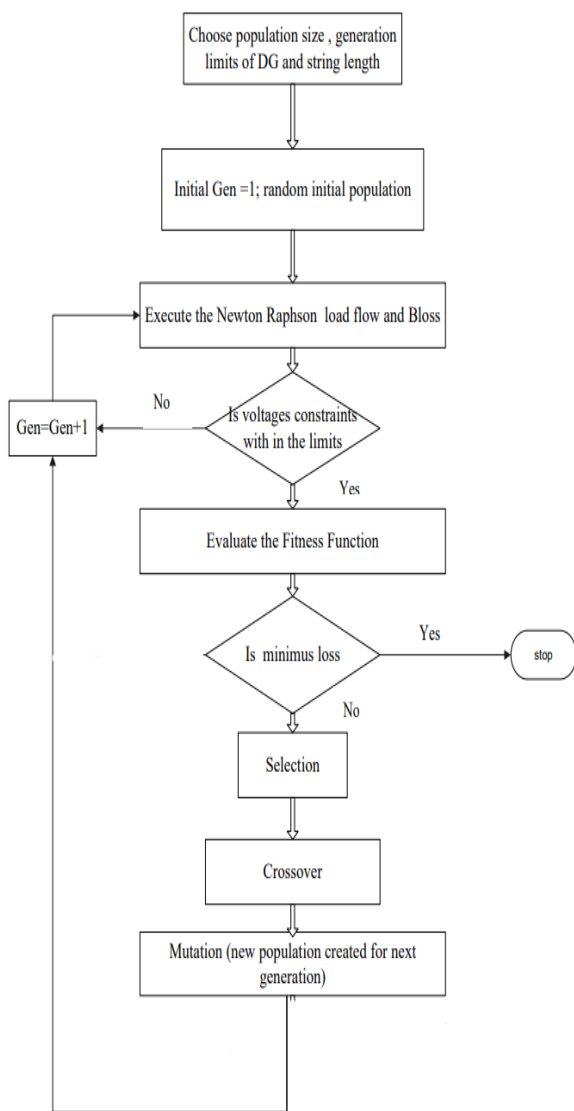 Choose population size , generation
limits of DG and string length
Initial Gen =1; random initial population
Execute the Newton Raphson load flow and Bloss
No
Gen=Gen+1
Is voltages constraints
with in the limits
Yes
Evaluate the Fitness Function
Is minimus loss
Yes
stop
No
Selection
Crossover
Mutation (new population created for next
generation)